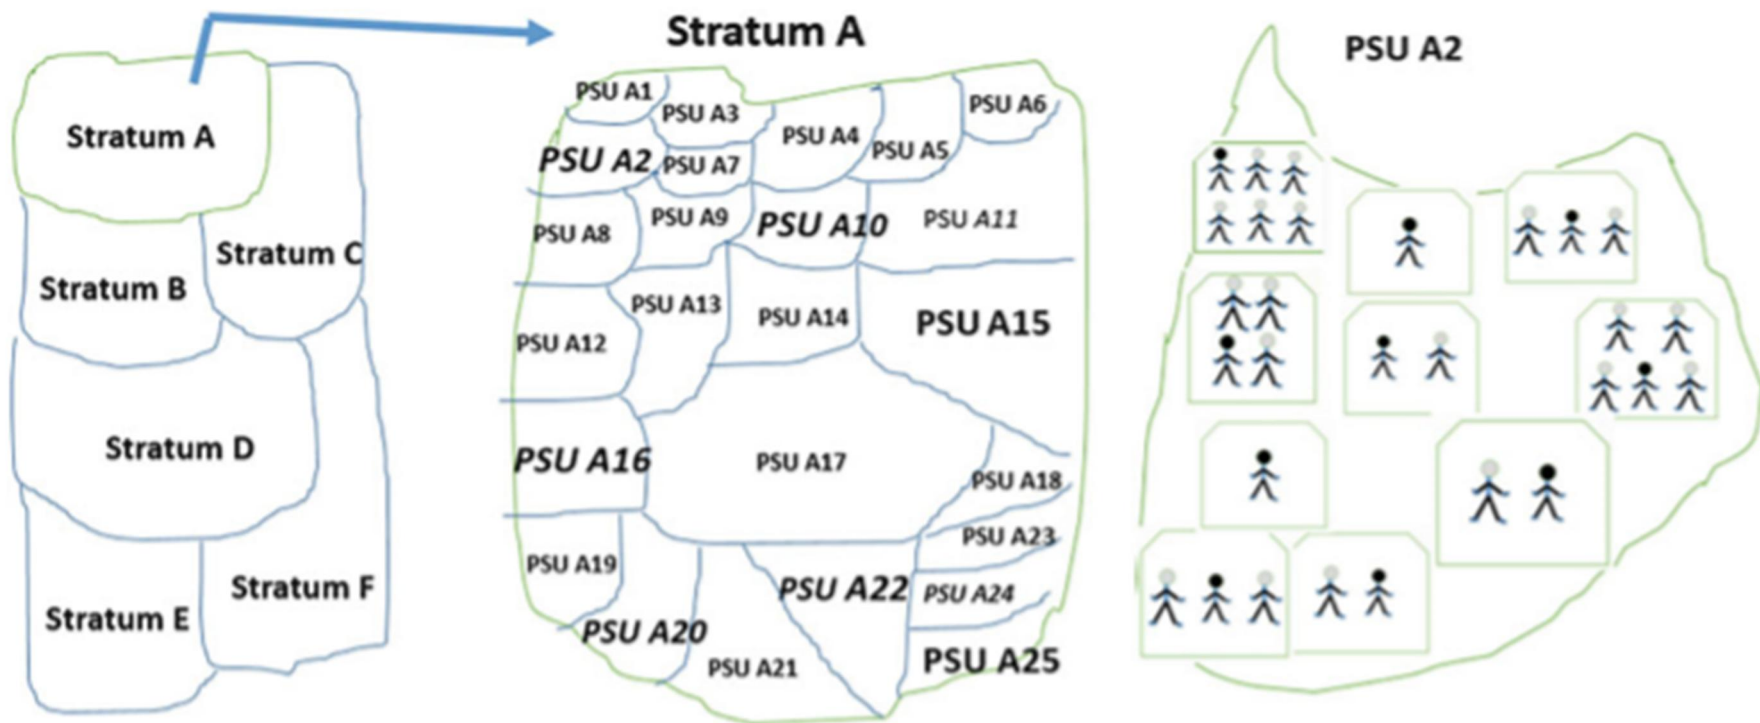 Stratum A
Stratum C
Stratum B
Stratum D
Stratum F
Stratum E
Stratum A
PSU A1
PSU A3
PSU A6
PSU A4
PSU A5
PSU A2
PSU A7
PSU A9
PSU A10
PSU A11
PSU A8
PSU A13
PSU A14
PSU A15
PSU A12
PSU A16
PSU A17
PSU A18
PSU A23
PSU A19
PSU A22
PSU A24
PSU A20
PSU A21
PSU A25
PSU A2